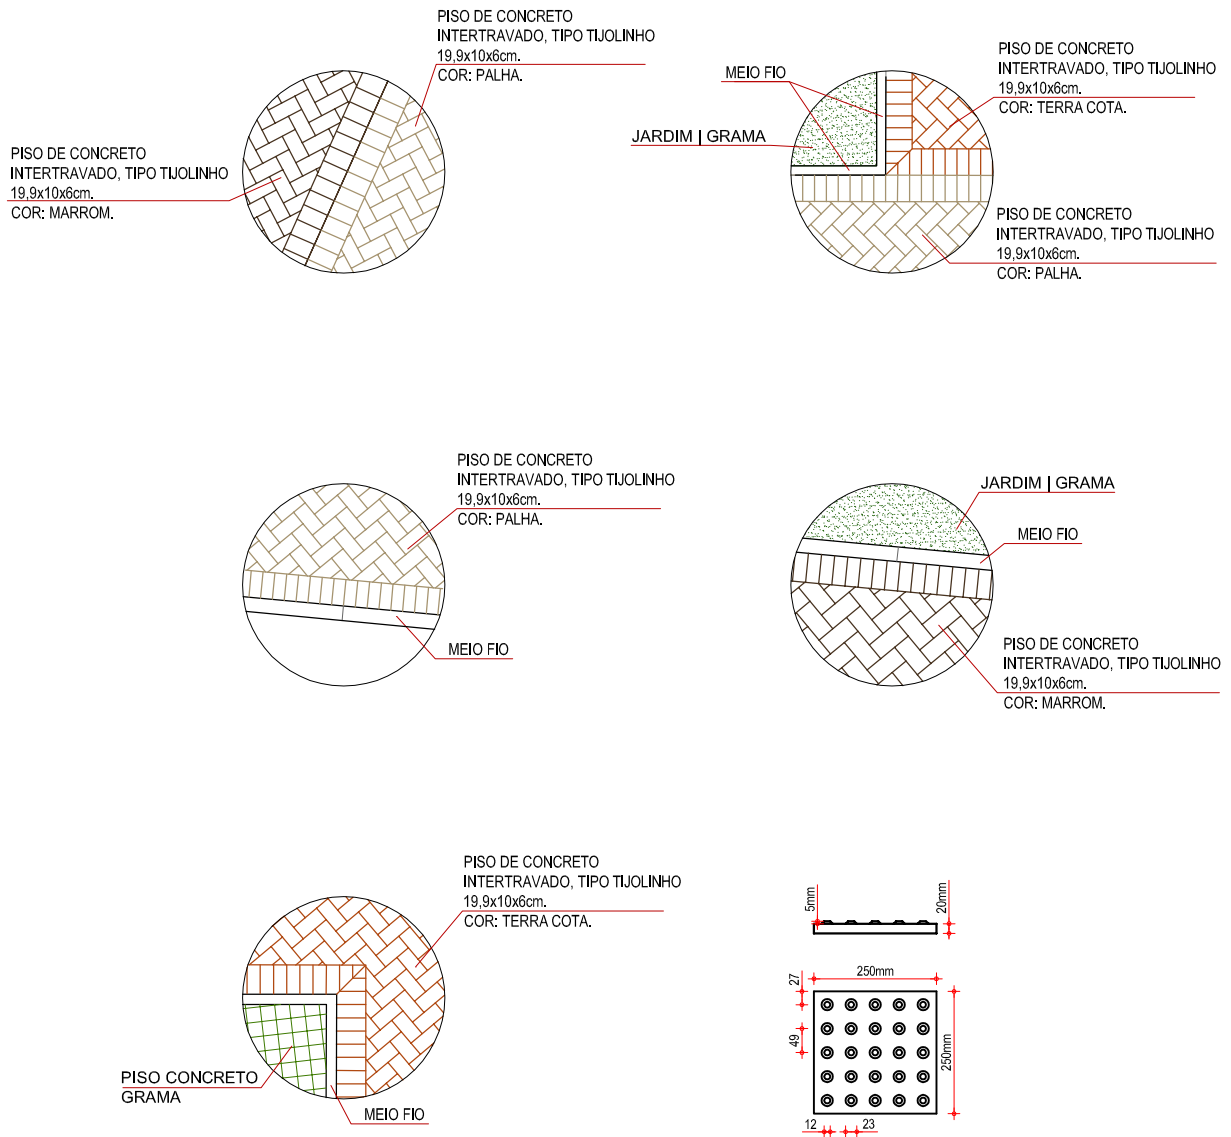 PISO DE CONCRETO
INTERTRAVADO, TIPO TIJOLINHO
19,9x10x6cm.
COR: PALHA.
PISO DE CONCRETO
INTERTRAVADO, TIPO TIJOLINHO
19,9x10x6cm.
COR: MARROM.
MEIO FIO
JARDIM | GRAMA
PISO DE CONCRETO
INTERTRAVADO, TIPO TIJOLINHO
19,9x10x6cm.
COR: TERRA COTA.
PISO DE CONCRETO
INTERTRAVADO, TIPO TIJOLINHO
19,9x10x6cm.
COR: PALHA.
PISO DE CONCRETO
INTERTRAVADO, TIPO TIJOLINHO
19,9x10x6cm.
COR: PALHA.
MEIO FIO
JARDIM | GRAMA
MEIO FIO
PISO DE CONCRETO
INTERTRAVADO, TIPO TIJOLINHO
19,9x10x6cm.
COR: MARROM.
PISO DE CONCRETO
INTERTRAVADO, TIPO TIJOLINHO
19,9x10x6cm.
COR: TERRA COTA.
PISO CONCRETO
GRAMA
MEIO FIO
5mm
20mm
250mm
27
49
250mm
12
23